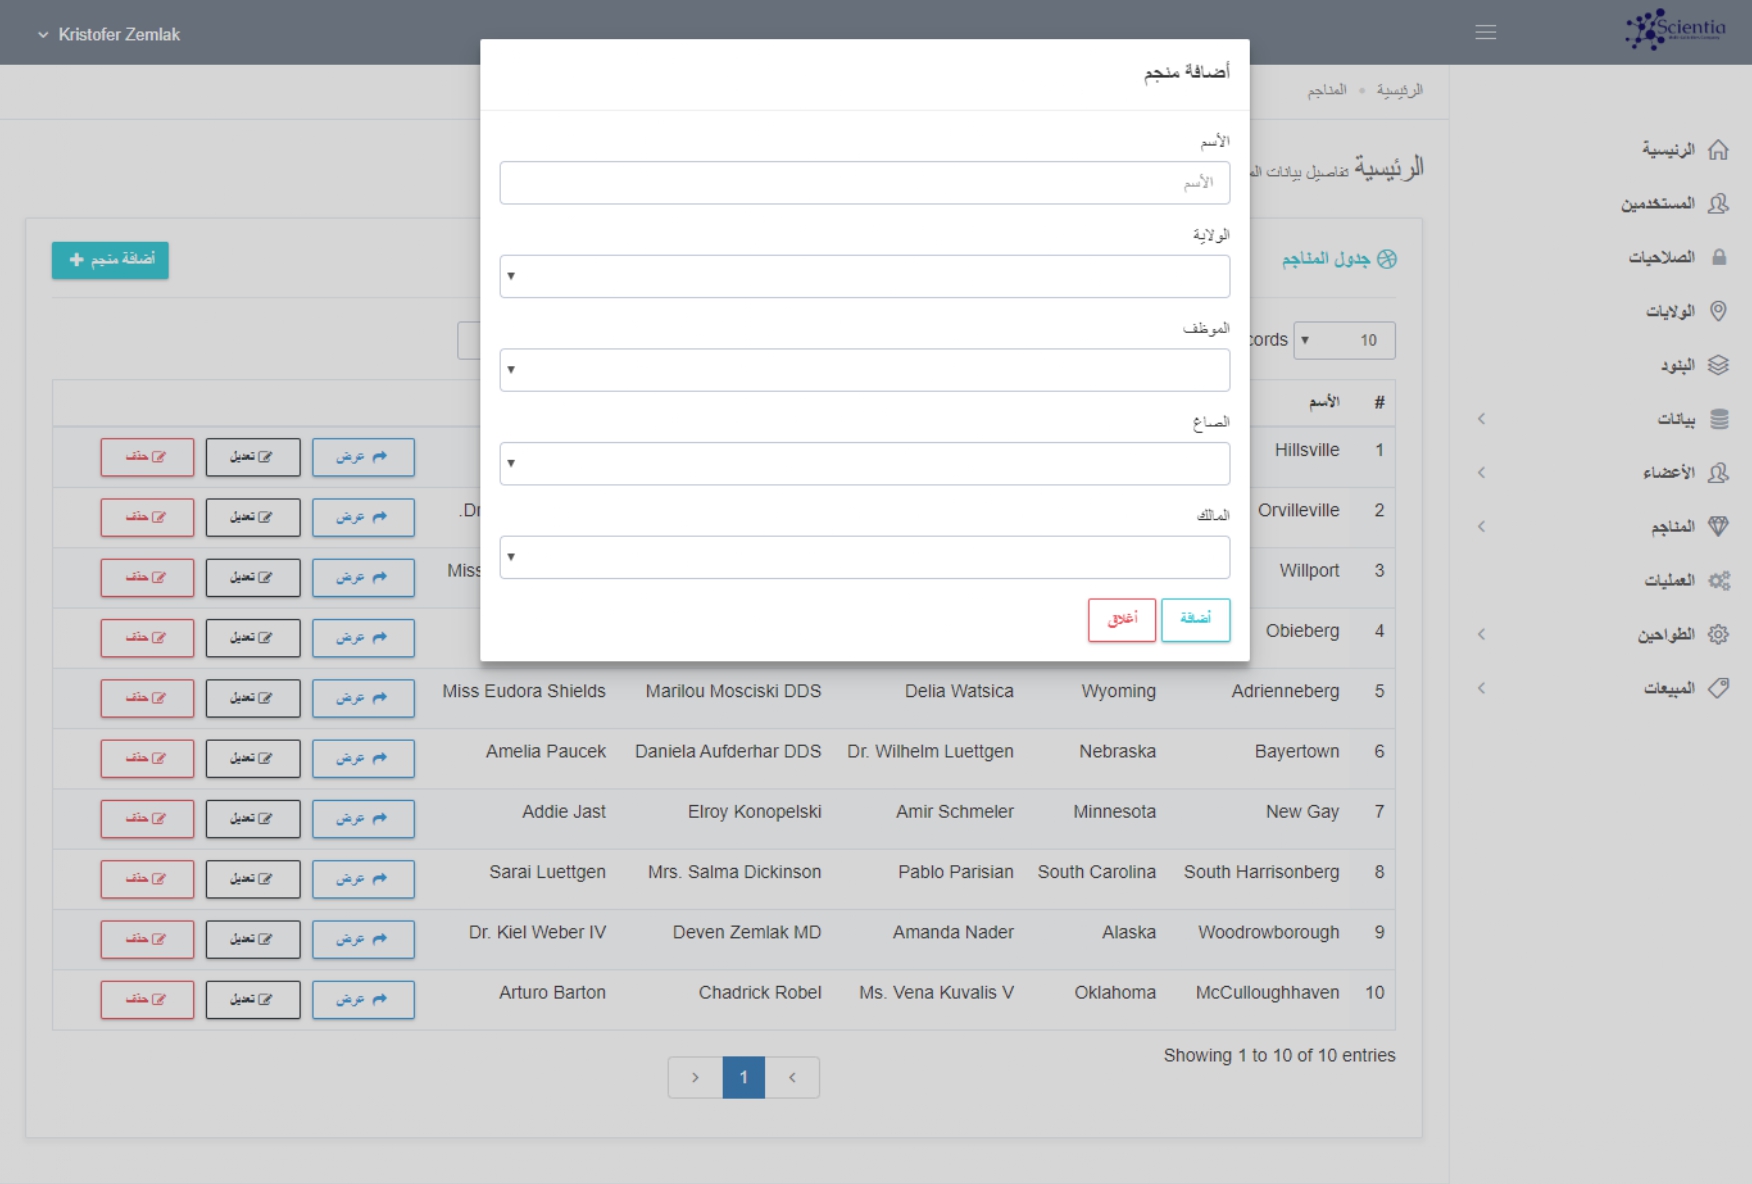 Kristofer Zemlak
Scientia
الرئيسية
المناجم
الرئيسية
المستخدمين
الصلاحيات
الولايات
البنود
بيانات
الأعضاء
المناجم
العمليات
الطواحين
المبيعات
الرئيسية تفاصيل بيانات
جدول المناجم
أضافة منجم
10
cords
# الأسم
أضافة منجم
الأسم
الأسم
الولاية
الموظف
الصاع
المالك
أضافة
أغلاق
1 Hillsville عرض تعديل حذف
2 Orvilleville Dr. عرض تعديل حذف
3 Willport Miss عرض تعديل حذف
4 Obieberg عرض تعديل حذف
5 Adrienneberg Wyoming Delia Watsica Marilou Mosciski DDS Miss Eudora Shields عرض تعديل حذف
6 Bayertown Nebraska Dr. Wilhelm Luettgen Daniela Aufderhar DDS Amelia Paucek عرض تعديل حذف
7 New Gay Minnesota Amir Schmeler Elroy Konopelski Addie Jast عرض تعديل حذف
8 South Harrisonberg South Carolina Pablo Parisian Mrs. Salma Dickinson Sarai Luettgen عرض تعديل حذف
9 Woodrowborough Alaska Amanda Nader Deven Zemlak MD Dr. Kiel Weber IV عرض تعديل حذف
10 McCulloughhaven Oklahoma Ms. Vena Kuvalis V Chadrick Robel Arturo Barton عرض تعديل حذف
Showing 1 to 10 of 10 entries
1